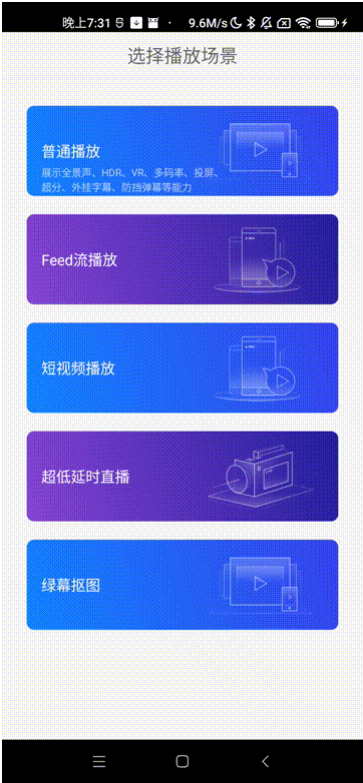 晚上7:31
9.6M/s
选择播放场景
普通播放
展示全景声、HDR、VR、多码率、投屏、
超分、外挂字幕、防挡弹幕等能力
Feed流播放
短视频播放
超低延时直播
绿幕抠图